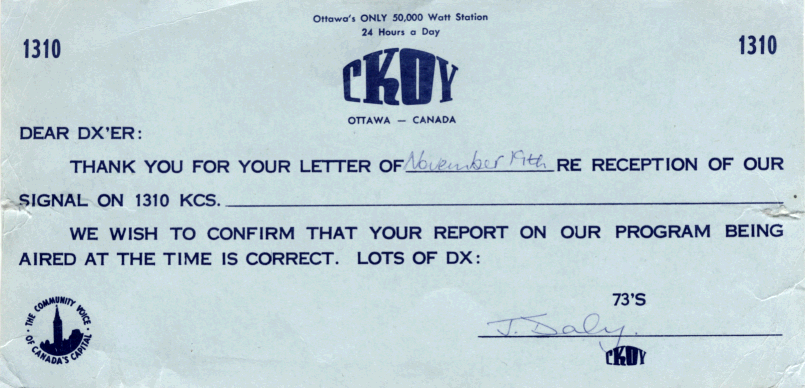 Ottawa's ONLY 50,000 Watt Station
24 Hours a Day
1310
1310
CKOY
OTTAWA — CANADA
DEAR DX'ER:
THANK YOU FOR YOUR LETTER OF November 19th RE RECEPTION OF OUR
SIGNAL ON 1310 KCS.
WE WISH TO CONFIRM THAT YOUR REPORT ON OUR PROGRAM BEING
AIRED AT THE TIME IS CORRECT. LOTS OF DX:
73'S
J. Daly.
CKOY
• THE COMMUNITY VOICE •
OF CANADA'S CAPITAL